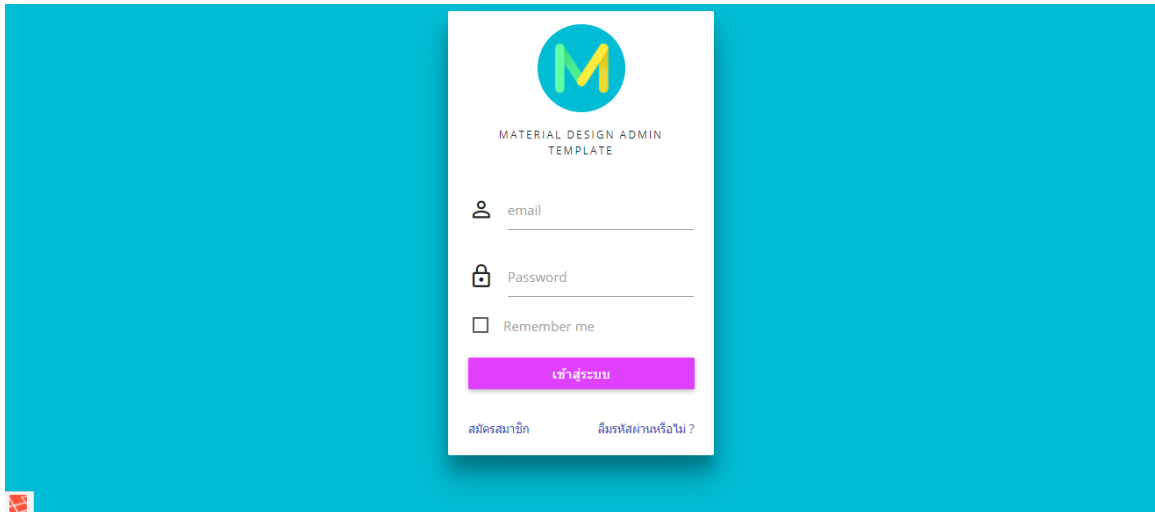 M
MATERIAL DESIGN ADMIN
TEMPLATE
email
Password
Remember me
เข้าสู่ระบบ
สมัครสมาชิก
ลืมรหัสผ่านหรือไม่ ?